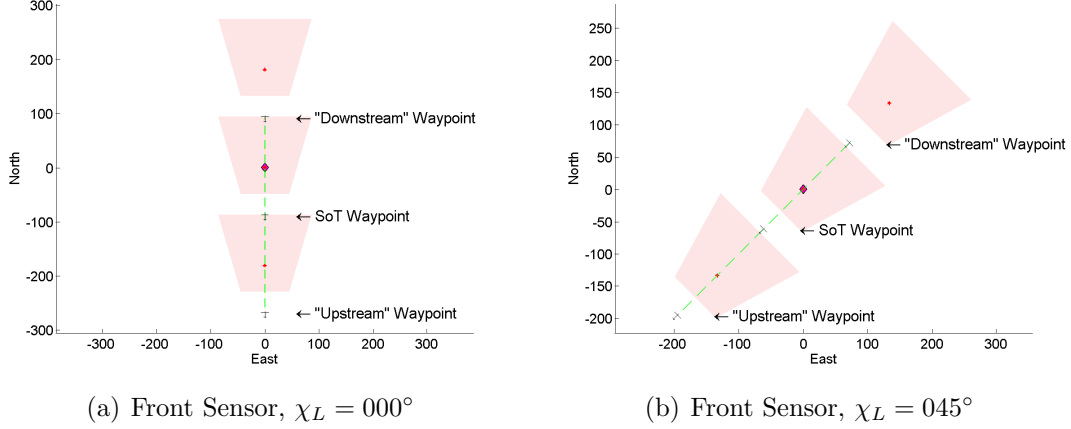 300
200
100
0
-100
-200
-300
North
-300 -200 -100 0 100 200 300
East
← "Downstream" Waypoint
← SoT Waypoint
← "Upstream" Waypoint
(a) Front Sensor, χ_L = 000°
250
200
150
100
50
0
-50
-100
-150
-200
North
-200 -100 0 100 200 300
East
← "Downstream" Waypoint
← SoT Waypoint
← "Upstream" Waypoint
(b) Front Sensor, χ_L = 045°